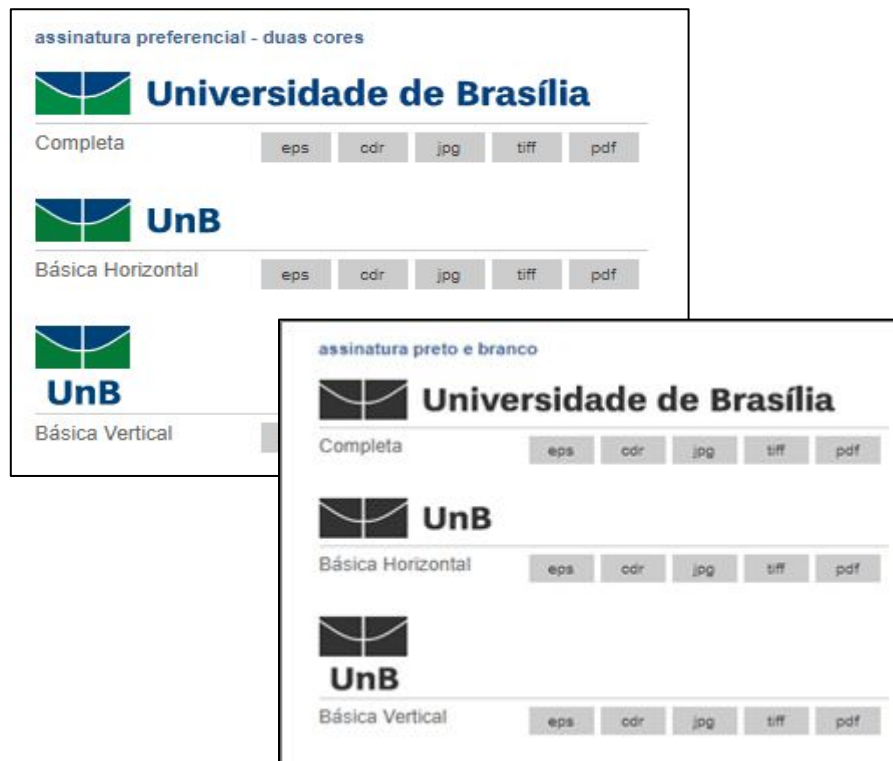 assinatura preferencial - duas cores
Universidade de Brasília
Completa eps cdr jpg tiff pdf
UnB
Básica Horizontal eps cdr jpg tiff pdf
UnB
Básica Vertical
assinatura preto e branco
Universidade de Brasília
Completa eps cdr jpg tiff pdf
UnB
Básica Horizontal eps cdr jpg tiff pdf
UnB
Básica Vertical eps cdr jpg tiff pdf